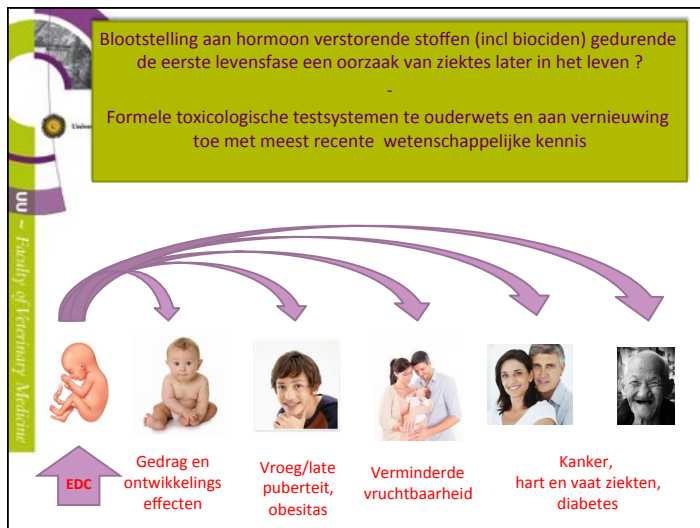 Blootstelling aan hormoon verstorende stoffen (incl biociden) gedurende
de eerste levensfase een oorzaak van ziektes later in het leven ?
-
Formele toxicologische testsystemen te ouderwets en aan vernieuwing
toe met meest recente wetenschappelijke kennis
UU ~ Faculty of Veterinary Medicine
EDC
Gedrag en
ontwikkelings
effecten
Vroeg/late
puberteit,
obesitas
Verminderde
vruchtbaarheid
Kanker,
hart en vaat ziekten,
diabetes